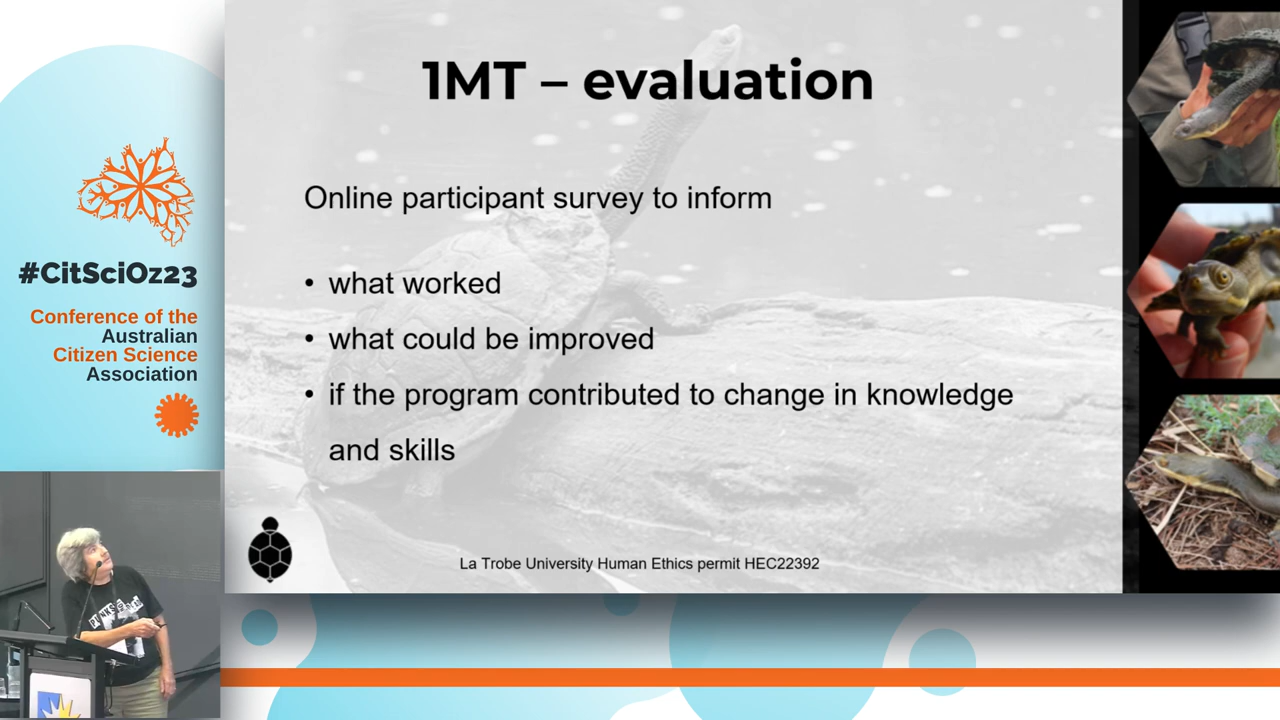 1MT – evaluation
Online participant survey to inform
• what worked
• what could be improved
• if the program contributed to change in knowledge
and skills
La Trobe University Human Ethics permit HEC22392
#CitSciOz23
Conference of the
Australian
Citizen Science
Association